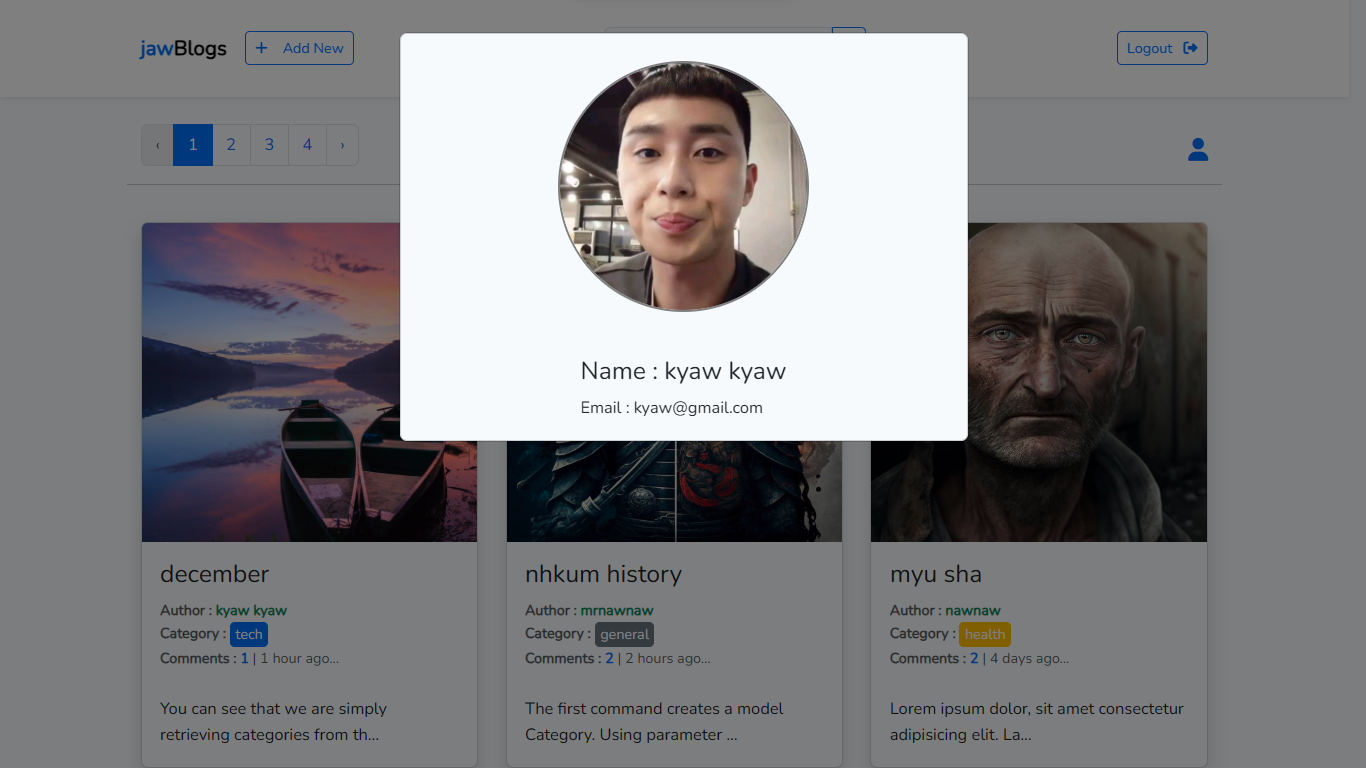 jawBlogs
+ Add New
Logout
‹ 1 2 3 4 ›
Name : kyaw kyaw
Email : kyaw@gmail.com
december
Author : kyaw kyaw
Category : tech
Comments : 1 | 1 hour ago...
You can see that we are simply
retrieving categories from th...
nhkum history
Author : mrnawnaw
Category : general
Comments : 2 | 2 hours ago...
The first command creates a model
Category. Using parameter ...
myu sha
Author : nawnaw
Category : health
Comments : 2 | 4 days ago...
Lorem ipsum dolor, sit amet consectetur
adipisicing elit. La...